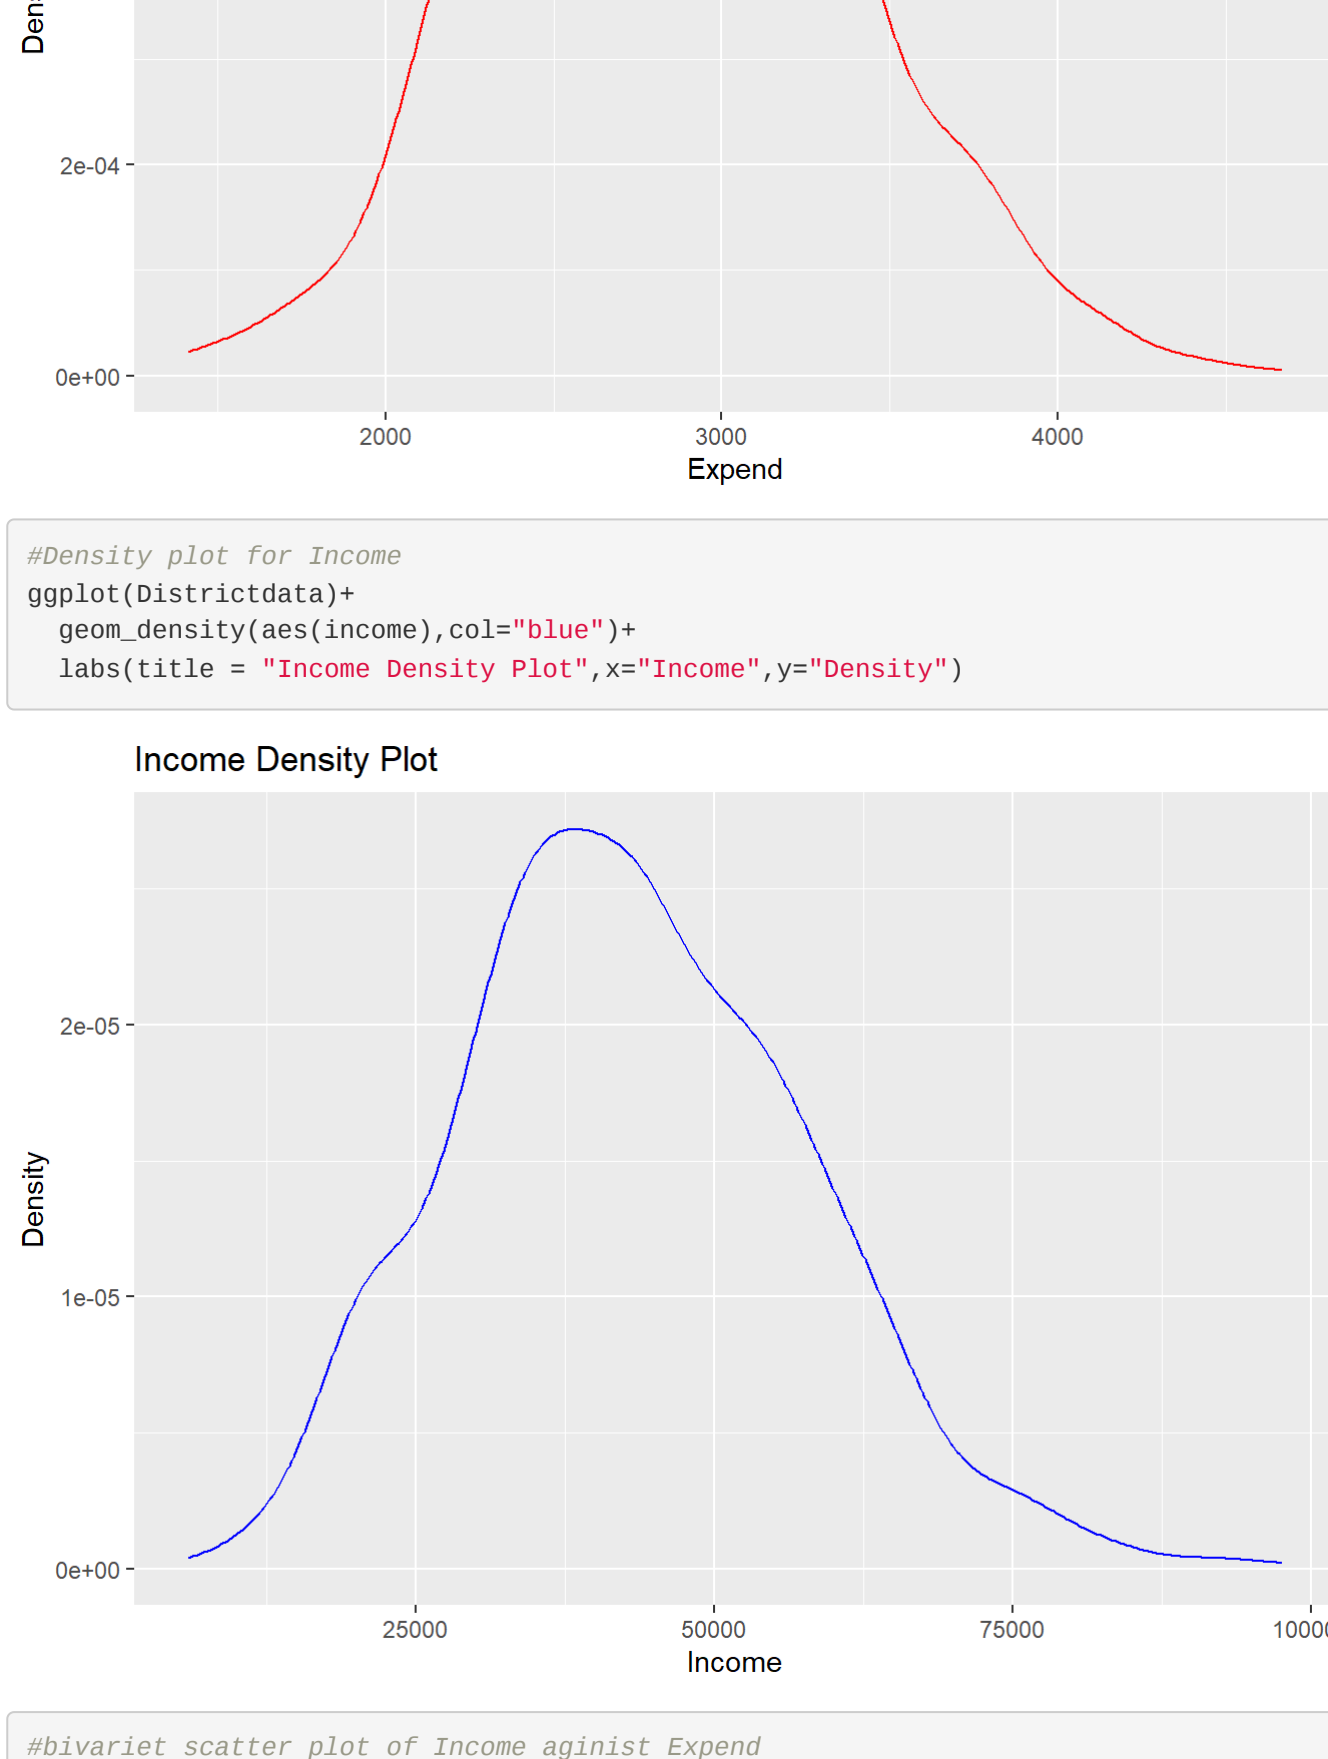 Dens
2e-04
0e+00
2000 3000 4000
Expend
#Density plot for Income
ggplot(Districtdata)+
  geom_density(aes(income),col="blue")+
  labs(title = "Income Density Plot",x="Income",y="Density")
Income Density Plot
2e-05
Density
1e-05
0e+00
25000 50000 75000 10000
Income
#bivariet scatter plot of Income aginist Expend